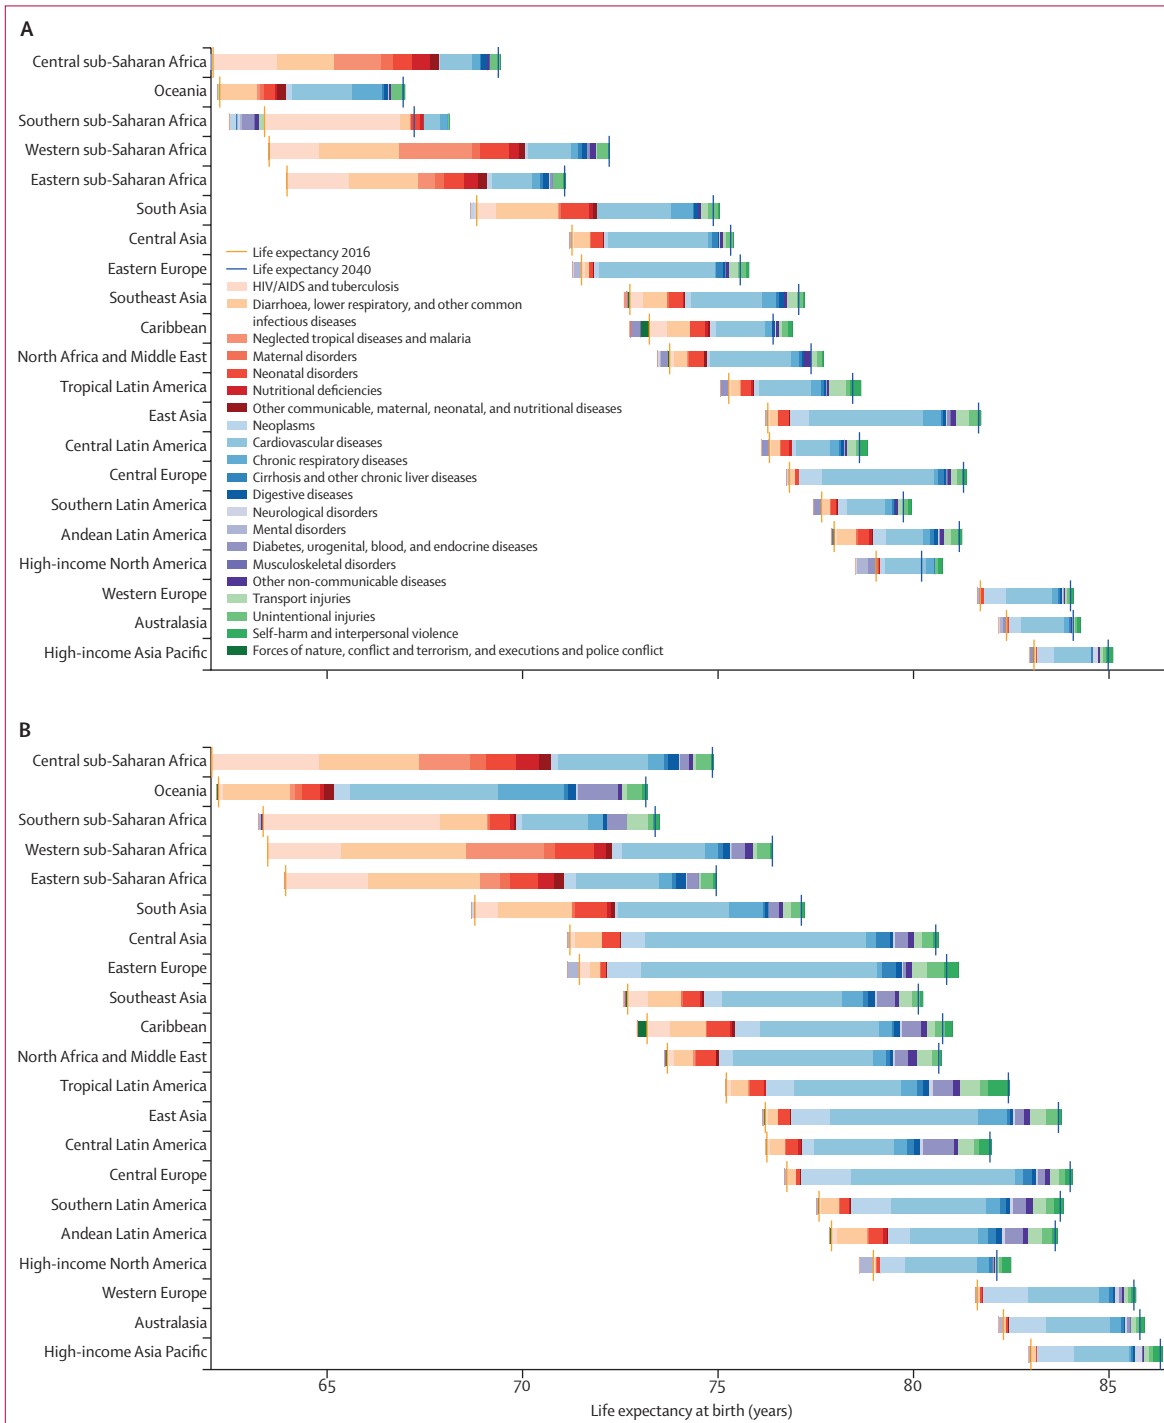 A
Central sub-Saharan Africa
Oceania
Southern sub-Saharan Africa
Western sub-Saharan Africa
Eastern sub-Saharan Africa
South Asia
Central Asia
Eastern Europe
Southeast Asia
Caribbean
North Africa and Middle East
Tropical Latin America
East Asia
Central Latin America
Central Europe
Southern Latin America
Andean Latin America
High-income North America
Western Europe
Australasia
High-income Asia Pacific
Life expectancy 2016
Life expectancy 2040
HIV/AIDS and tuberculosis
Diarrhoea, lower respiratory, and other common
infectious diseases
Neglected tropical diseases and malaria
Maternal disorders
Neonatal disorders
Nutritional deficiencies
Other communicable, maternal, neonatal, and nutritional diseases
Neoplasms
Cardiovascular diseases
Chronic respiratory diseases
Cirrhosis and other chronic liver diseases
Digestive diseases
Neurological disorders
Mental disorders
Diabetes, urogenital, blood, and endocrine diseases
Musculoskeletal disorders
Other non-communicable diseases
Transport injuries
Unintentional injuries
Self-harm and interpersonal violence
Forces of nature, conflict and terrorism, and executions and police conflict
B
Central sub-Saharan Africa
Oceania
Southern sub-Saharan Africa
Western sub-Saharan Africa
Eastern sub-Saharan Africa
South Asia
Central Asia
Eastern Europe
Southeast Asia
Caribbean
North Africa and Middle East
Tropical Latin America
East Asia
Central Latin America
Central Europe
Southern Latin America
Andean Latin America
High-income North America
Western Europe
Australasia
High-income Asia Pacific
65 70 75 80 85
Life expectancy at birth (years)